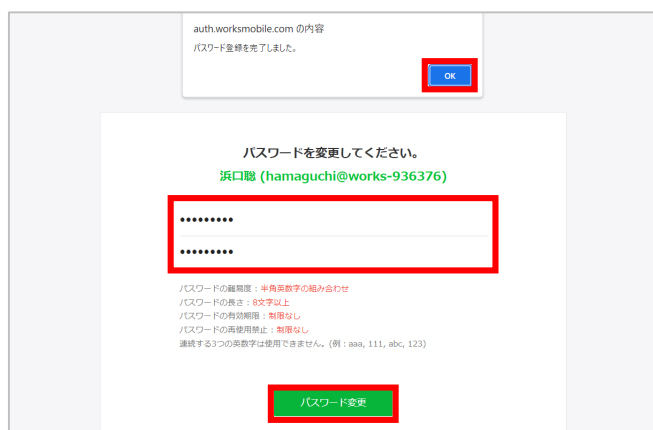 auth.worksmobile.com の内容
パスワード登録を完了しました。
OK
パスワードを変更してください。
浜口聡 (hamaguchi@works-936376)
•••••••••
•••••••••
パスワードの難易度：半角英数字の組み合わせ
パスワードの長さ：8文字以上
パスワードの有効期限：制限なし
パスワードの再使用禁止：制限なし
連続する3つの英数字は使用できません。(例：aaa, 111, abc, 123)
パスワード変更